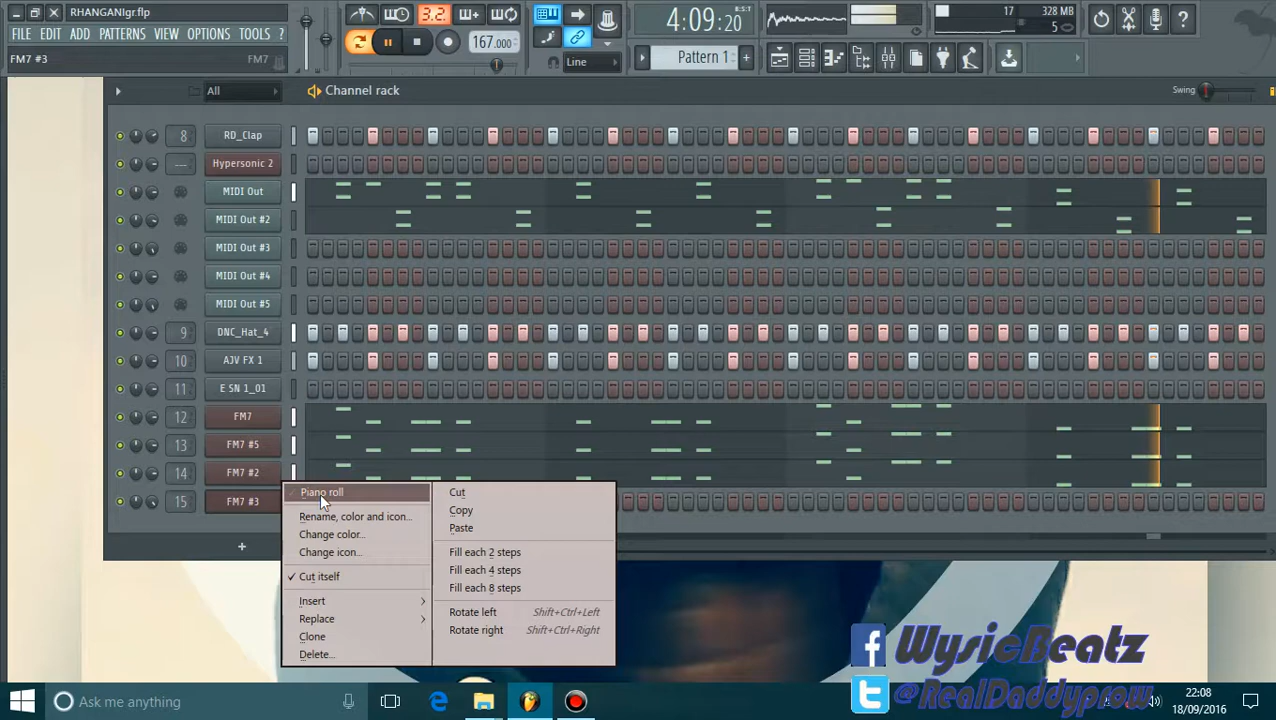 RHANGANIgr.flp
FILE EDIT ADD PATTERNS VIEW OPTIONS TOOLS ?
FM7 #3
FM7
3.2.
167.000
Line
4:09:20
Pattern 1
17
328 MB
5
?
All
Channel rack
Swing
8 RD_Clap
--- Hypersonic 2
MIDI Out
MIDI Out #2
MIDI Out #3
MIDI Out #4
MIDI Out #5
9 DNC_Hat_4
10 AJV FX 1
11 E SN 1_01
12 FM7
13 FM7 #5
14 FM7 #2
15 FM7 #3
+
Piano roll
Rename, color and icon...
Change color...
Change icon...
Cut itself
Insert
Replace
Clone
Delete...
Cut
Copy
Paste
Fill each 2 steps
Fill each 4 steps
Fill each 8 steps
Rotate left Shift+Ctrl+Left
Rotate right Shift+Ctrl+Right
WysicBeatz
@RealDaddyprow
Ask me anything
22:08
18/09/2016